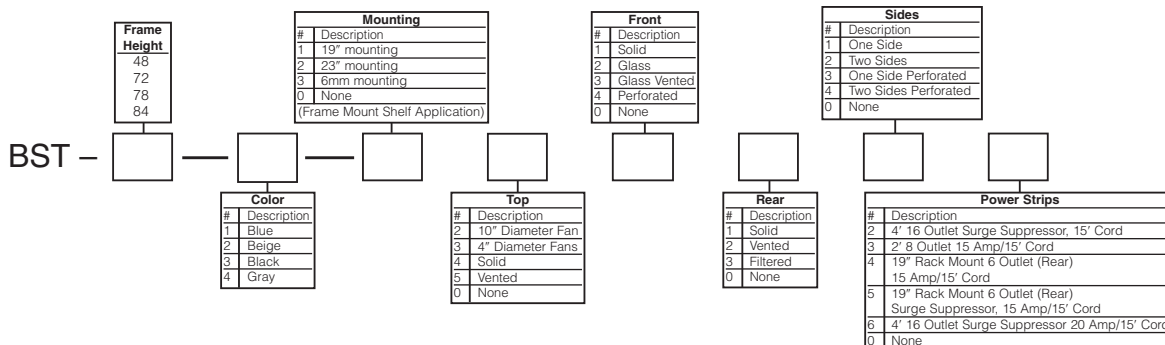 Frame
Height
48
72
78
84
Mounting
# Description
1 19″ mounting
2 23″ mounting
3 6mm mounting
0 None
(Frame Mount Shelf Application)
Front
# Description
1 Solid
2 Glass
3 Glass Vented
4 Perforated
0 None
Sides
# Description
1 One Side
2 Two Sides
3 One Side Perforated
4 Two Sides Perforated
0 None
BST –
Color
# Description
1 Blue
2 Beige
3 Black
4 Gray
Top
# Description
2 10″ Diameter Fan
3 4″ Diameter Fans
4 Solid
5 Vented
0 None
Rear
# Description
1 Solid
2 Vented
3 Filtered
0 None
Power Strips
# Description
2 4′ 16 Outlet Surge Suppressor, 15′ Cord
3 2′ 8 Outlet 15 Amp/15′ Cord
4 19″ Rack Mount 6 Outlet (Rear)
15 Amp/15′ Cord
5 19″ Rack Mount 6 Outlet (Rear)
Surge Suppressor, 15 Amp/15′ Cord
6 4′ 16 Outlet Surge Suppressor 20 Amp/15′ Cord
0 None